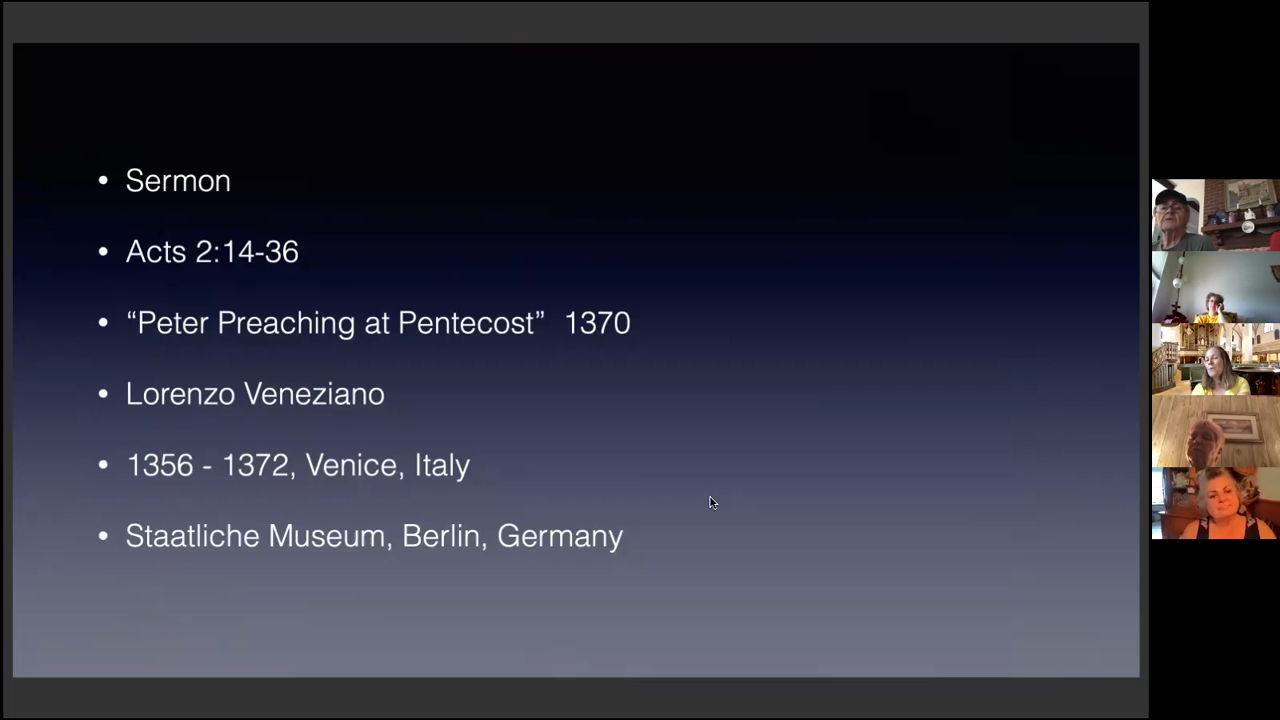 • Sermon
• Acts 2:14-36
• “Peter Preaching at Pentecost”  1370
• Lorenzo Veneziano
• 1356 - 1372, Venice, Italy
• Staatliche Museum, Berlin, Germany